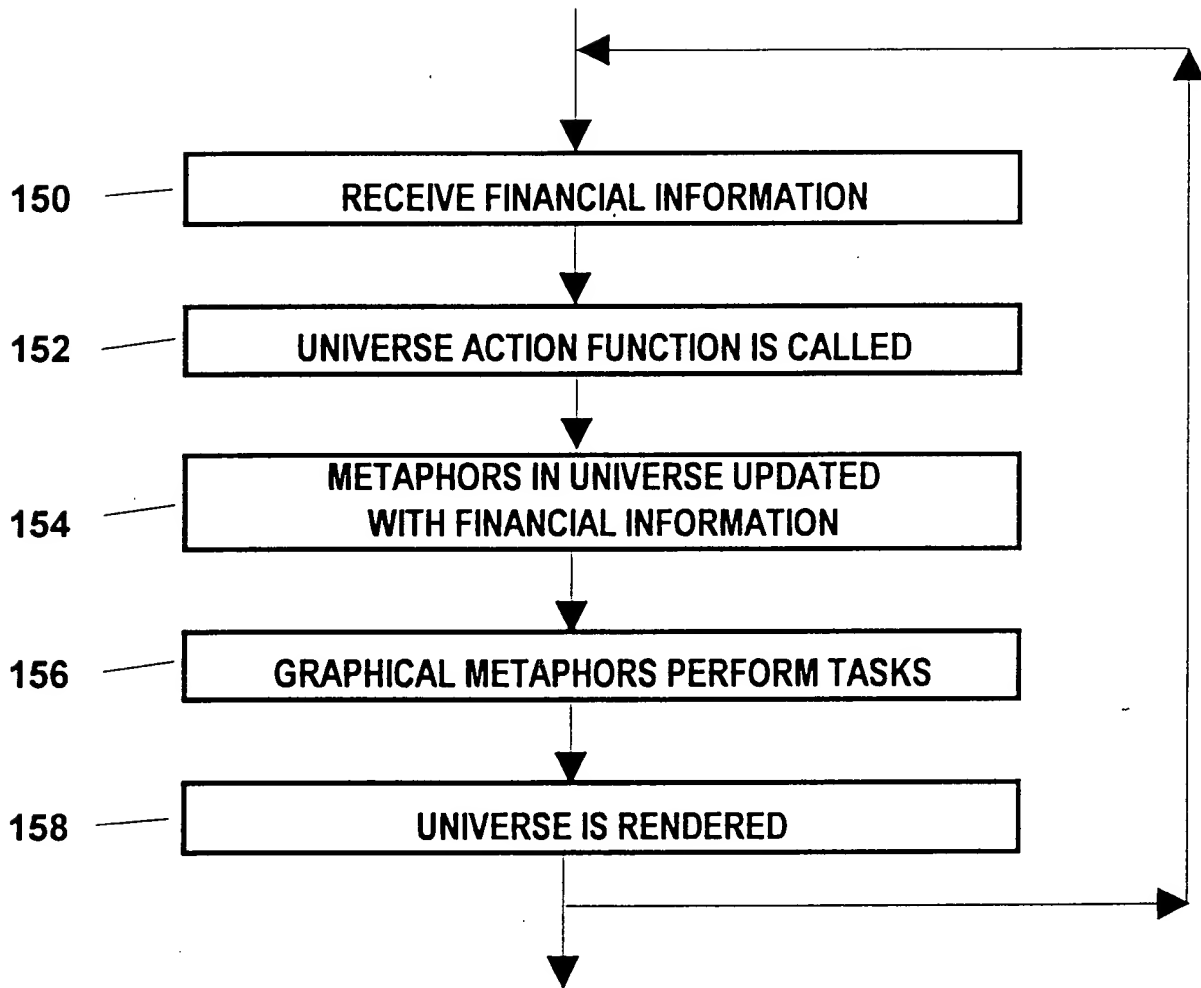 150
RECEIVE FINANCIAL INFORMATION
152
UNIVERSE ACTION FUNCTION IS CALLED
154
METAPHORS IN UNIVERSE UPDATED
WITH FINANCIAL INFORMATION
156
GRAPHICAL METAPHORS PERFORM TASKS
158
UNIVERSE IS RENDERED